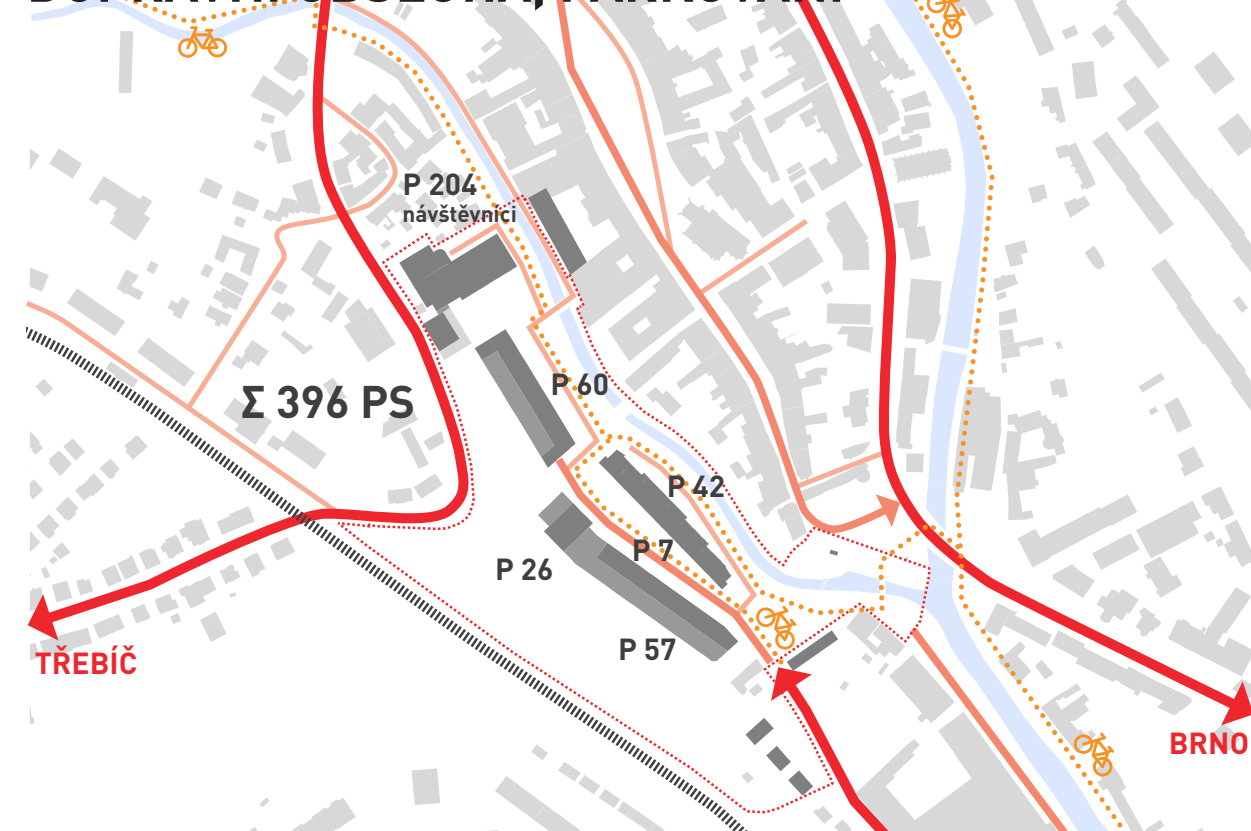 P 204
návštěvníci
P 60
Σ 396 PS
P 42
P 7
P 26
P 57
TŘEBÍČ
BRNO